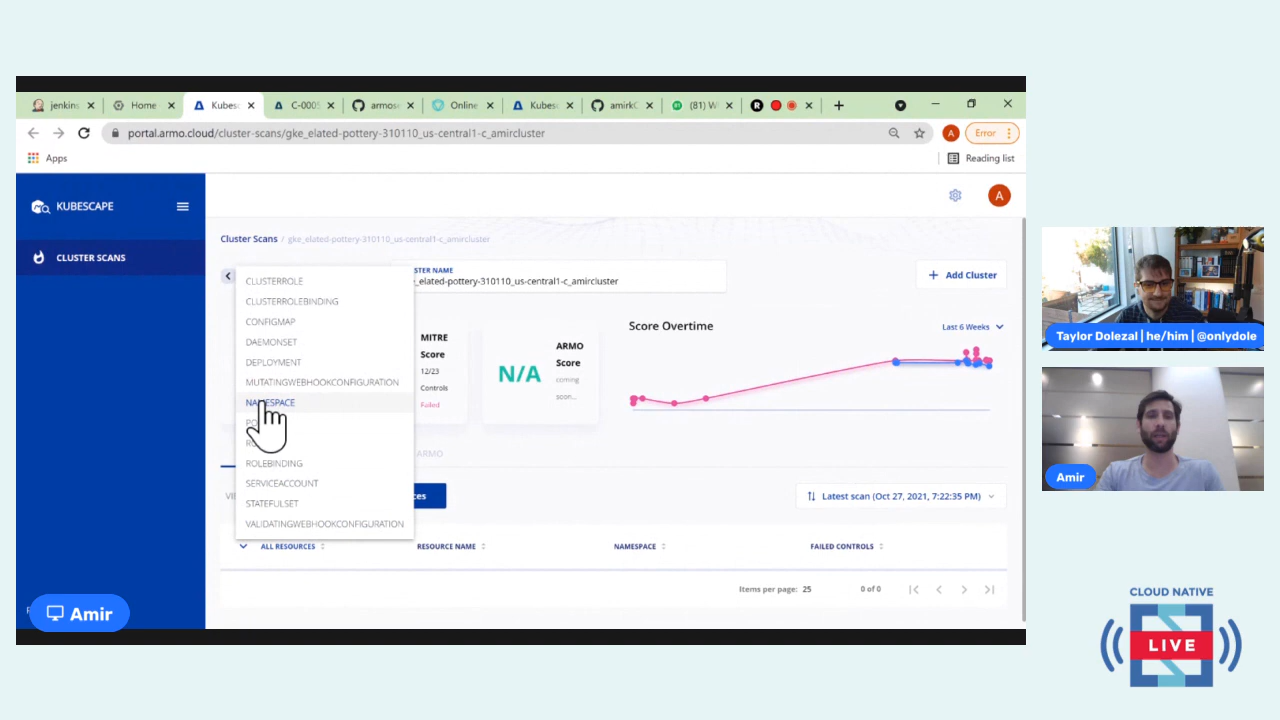 jenkins
Home
Kubesc
C-000
armose
Online
Kubes
amirk
(81) W
portal.armo.cloud/cluster-scans/gke_elated-pottery-310110_us-central1-c_amircluster
A
Error
Apps
Reading list
KUBESCAPE
A
CLUSTER SCANS
Cluster Scans / gke_elated-pottery-310110_us-central1-c_amircluster
STER NAME
_elated-pottery-310110_us-central1-c_amircluster
+ Add Cluster
CLUSTERROLE
CLUSTERROLEBINDING
CONFIGMAP
DAEMONSET
DEPLOYMENT
MUTATINGWEBHOOKCONFIGURATION
NAMESPACE
ROLEBINDING
SERVICEACCOUNT
STATEFULSET
VALIDATINGWEBHOOKCONFIGURATION
MITRE
Score
12/23
Controls
Failed
N/A
ARMO
Score
coming
soon...
Score Overtime
Last 6 Weeks
ARMO
VI
ces
Latest scan (Oct 27, 2021, 7:22:35 PM)
ALL RESOURCES
RESOURCE NAME
NAMESPACE
FAILED CONTROLS
Items per page: 25
0 of 0
Amir
Taylor Dolezal | he/him | @onlydole
Amir
CLOUD NATIVE
LIVE